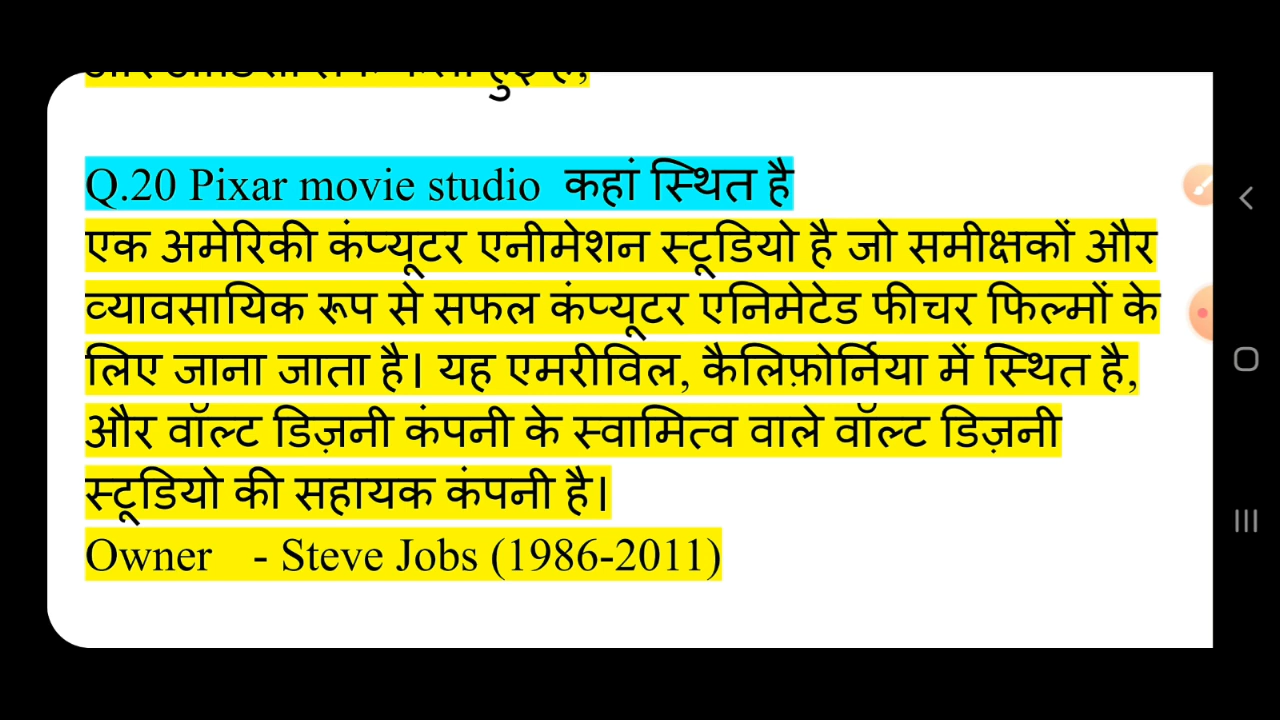 Q.20 Pixar movie studio कहां स्थित है
एक अमेरिकी कंप्यूटर एनीमेशन स्टूडियो है जो समीक्षकों और
व्यावसायिक रूप से सफल कंप्यूटर एनिमेटेड फीचर फिल्मों के
लिए जाना जाता है। यह एमरीविल, कैलिफ़ोर्निया में स्थित है,
और वॉल्ट डिज़नी कंपनी के स्वामित्व वाले वॉल्ट डिज़नी
स्टूडियो की सहायक कंपनी है।
Owner - Steve Jobs (1986-2011)